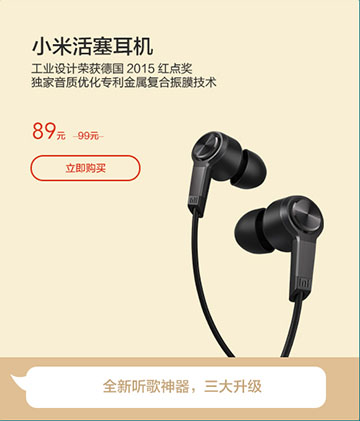 小米活塞耳机
工业设计荣获德国 2015 红点奖
独家音质优化专利金属复合振膜技术
89元 99元
立即购买
全新听歌神器，三大升级